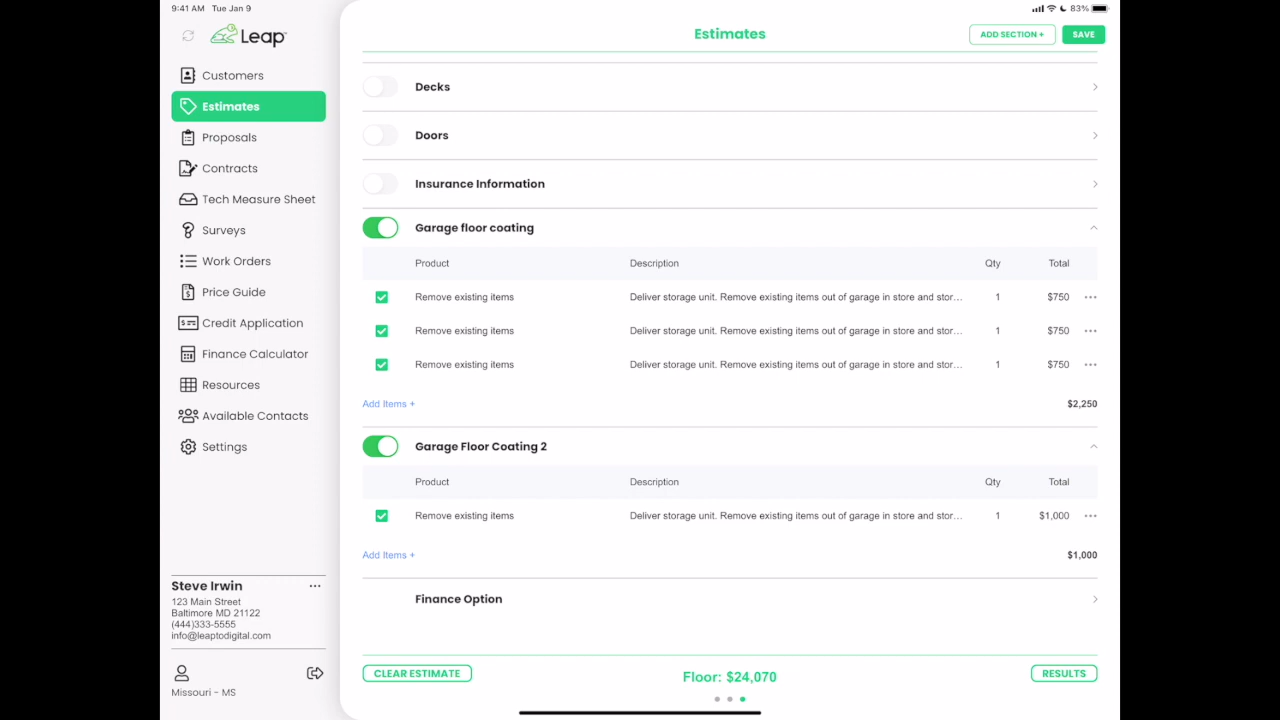 9:41 AM Tue Jan 9
83%
Leap
Customers
Estimates
Proposals
Contracts
Tech Measure Sheet
Surveys
Work Orders
Price Guide
Credit Application
Finance Calculator
Resources
Available Contacts
Settings
Steve Irwin
123 Main Street
Baltimore MD 21122
(444)333-5555
info@leaptodigital.com
Missouri - MS
Estimates
ADD SECTION +
SAVE
Decks
Doors
Insurance Information
Garage floor coating
Product Description Qty Total
Remove existing items Deliver storage unit. Remove existing items out of garage in store and stor... 1 $750
Remove existing items Deliver storage unit. Remove existing items out of garage in store and stor... 1 $750
Remove existing items Deliver storage unit. Remove existing items out of garage in store and stor... 1 $750
Add Items + $2,250
Garage Floor Coating 2
Product Description Qty Total
Remove existing items Deliver storage unit. Remove existing items out of garage in store and stor... 1 $1,000
Add Items + $1,000
Finance Option
CLEAR ESTIMATE
Floor: $24,070
RESULTS